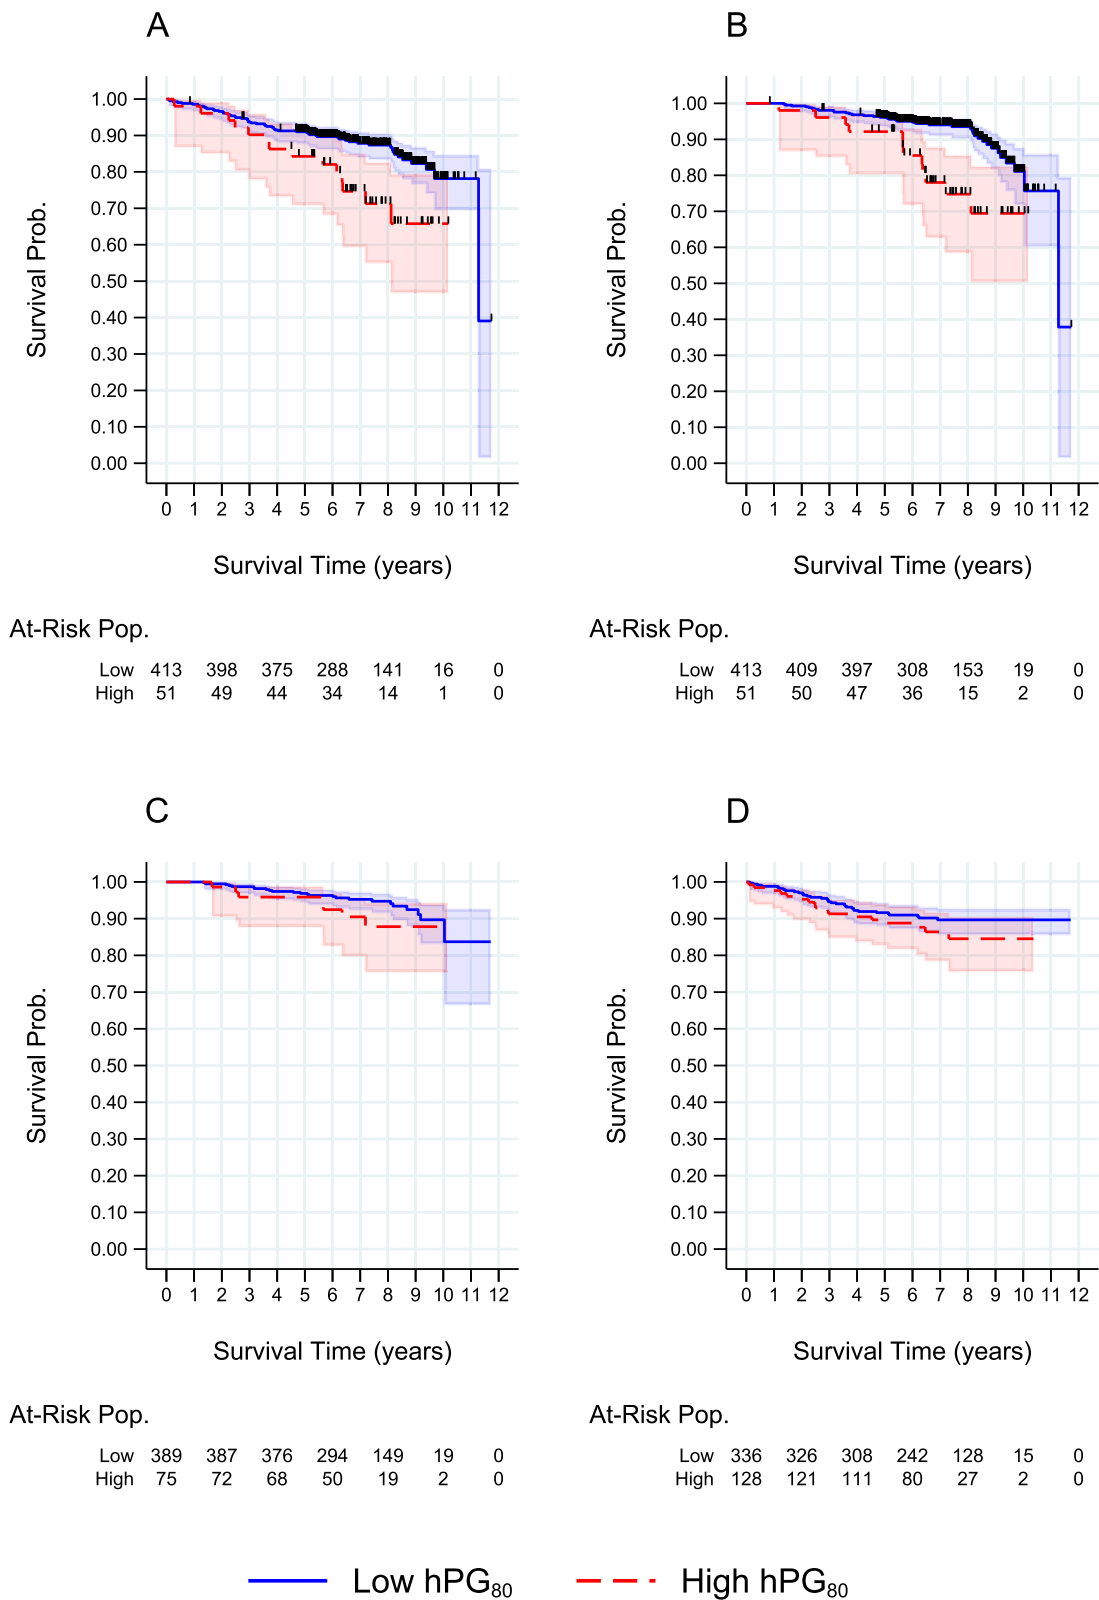 A
Survival Prob.
1.00
0.90
0.80
0.70
0.60
0.50
0.40
0.30
0.20
0.10
0.00
0 1 2 3 4 5 6 7 8 9 10 11 12
Survival Time (years)
At-Risk Pop.
Low 413 398 375 288 141 16 0
High 51 49 44 34 14 1 0
B
Survival Prob.
1.00
0.90
0.80
0.70
0.60
0.50
0.40
0.30
0.20
0.10
0.00
0 1 2 3 4 5 6 7 8 9 10 11 12
Survival Time (years)
At-Risk Pop.
Low 413 409 397 308 153 19 0
High 51 50 47 36 15 2 0
C
Survival Prob.
1.00
0.90
0.80
0.70
0.60
0.50
0.40
0.30
0.20
0.10
0.00
0 1 2 3 4 5 6 7 8 9 10 11 12
Survival Time (years)
At-Risk Pop.
Low 389 387 376 294 149 19 0
High 75 72 68 50 19 2 0
D
Survival Prob.
1.00
0.90
0.80
0.70
0.60
0.50
0.40
0.30
0.20
0.10
0.00
0 1 2 3 4 5 6 7 8 9 10 11 12
Survival Time (years)
At-Risk Pop.
Low 336 326 308 242 128 15 0
High 128 121 111 80 27 2 0
Low hPG₈₀ High hPG₈₀